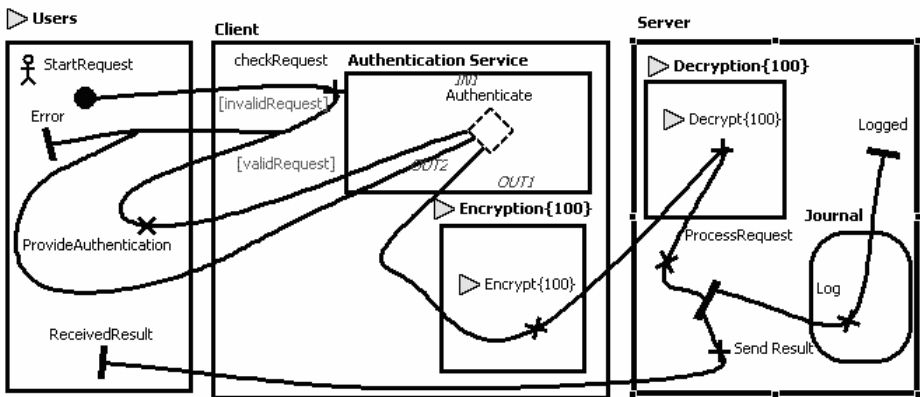 Users
Client
Server
StartRequest
checkRequest
Authentication Service
IN1
Authenticate
Decryption{100}
Decrypt{100}
Logged
Error
[invalidRequest]
[validRequest]
OUT2
OUT1
Encryption{100}
ProvideAuthentication
Encrypt{100}
ProcessRequest
Journal
Log
ReceivedResult
Send Result